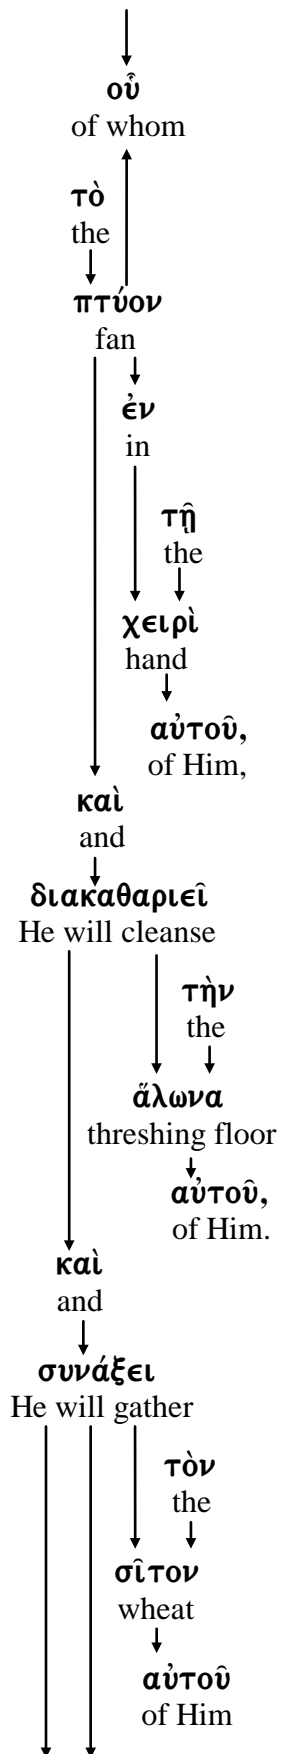 οὗ
of whom
τὸ
the
πτύον
fan
ἐν
in
τῇ
the
χειρὶ
hand
αὐτοῦ,
of Him,
καὶ
and
διακαθαριεῖ
He will cleanse
τὴν
the
ἅλωνα
threshing floor
αὐτοῦ,
of Him.
καὶ
and
συνάξει
He will gather
τὸν
the
σῖτον
wheat
αὐτοῦ
of Him